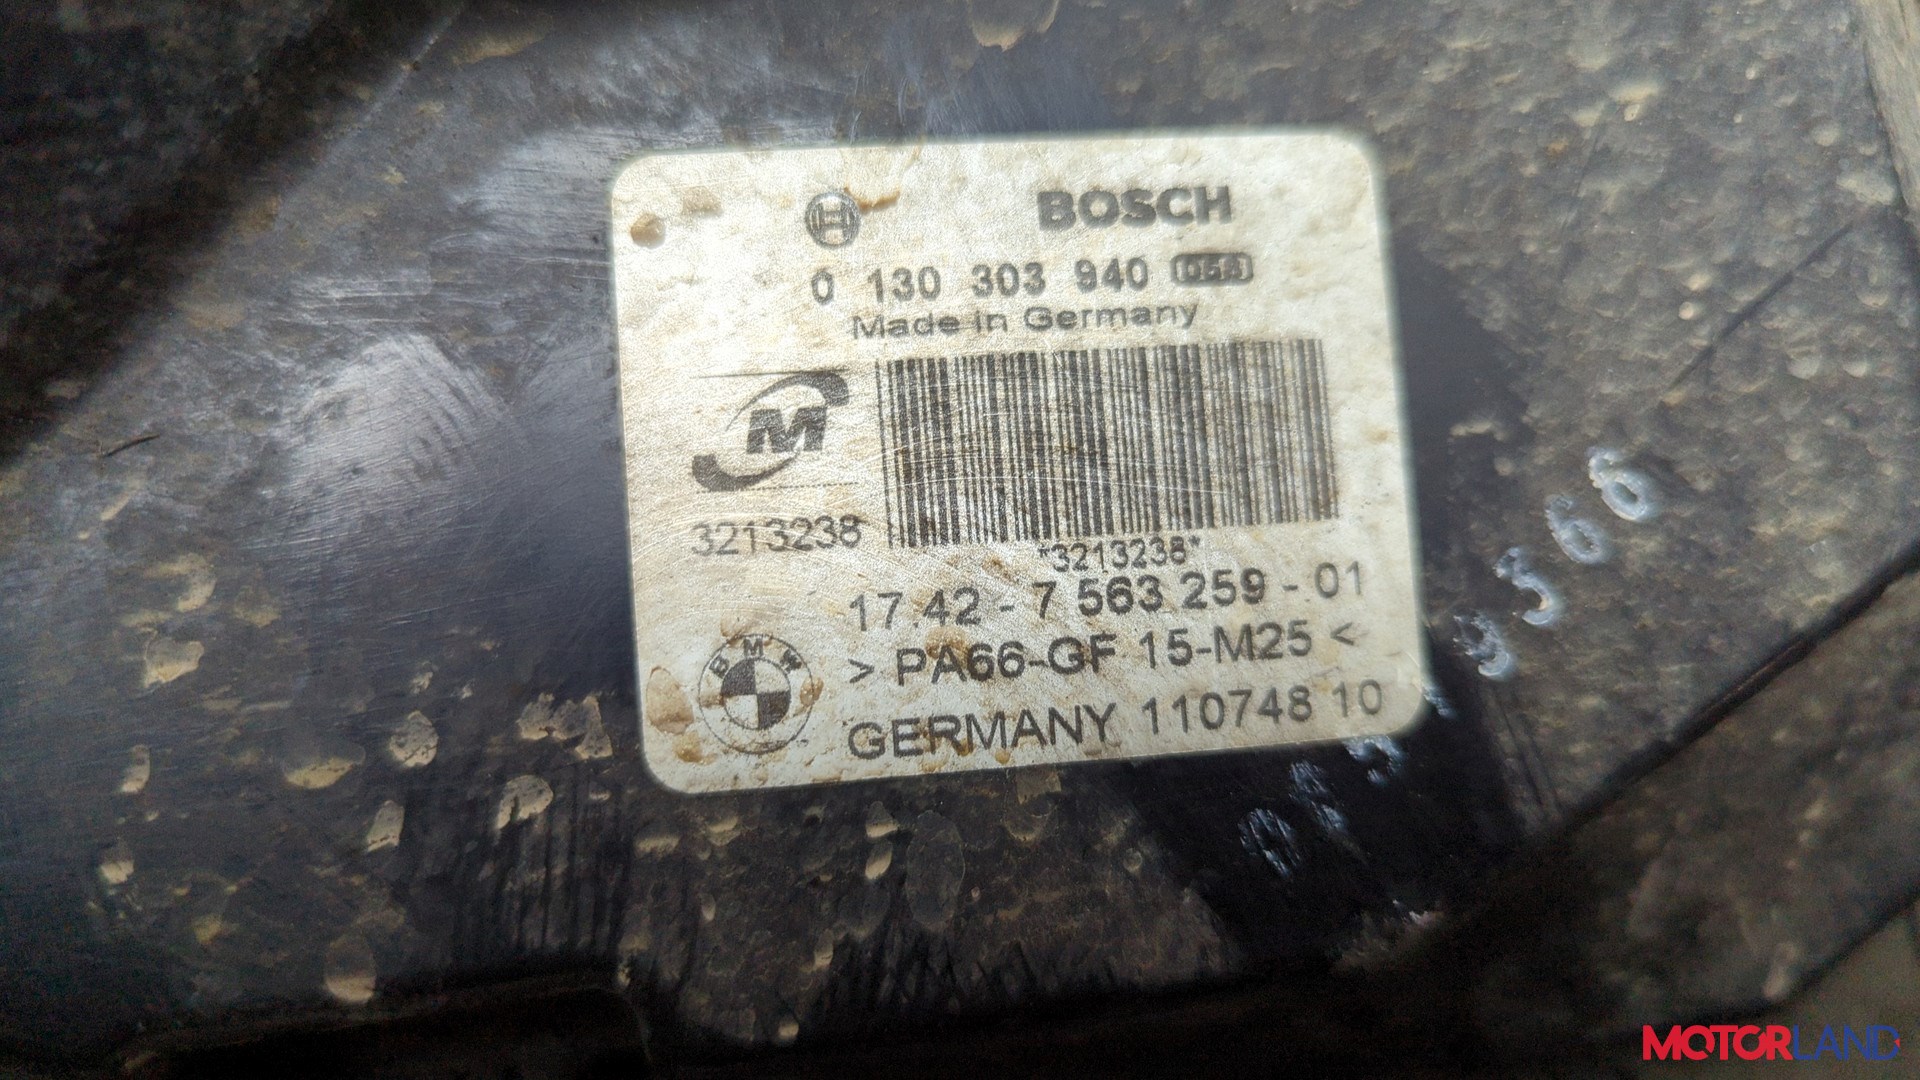 BOSCH
0 130 303 940
Made in Germany
M
3213238
*3213238*
17.42 - 7 563 259 - 01
BMW
> PA66-GF 15-M25 <
GERMANY 110748 10
MOTORLAND